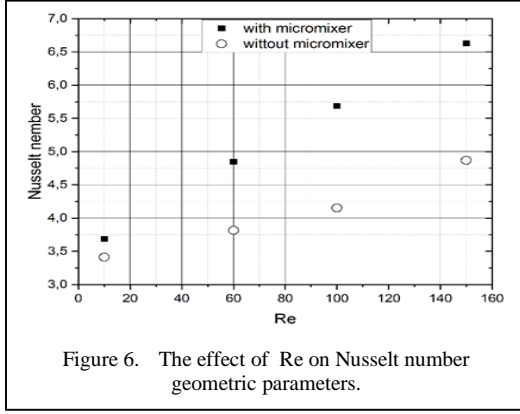 with micromixer
witbout micromixer
7,0
6,5
6,0
5,5
5,0
4,5
4,0
3,5
3,0
Nusselt nember
0 20 40 60 80 100 120 140 160
Re
Figure 6. The effect of Re on Nusselt number
geometric parameters.